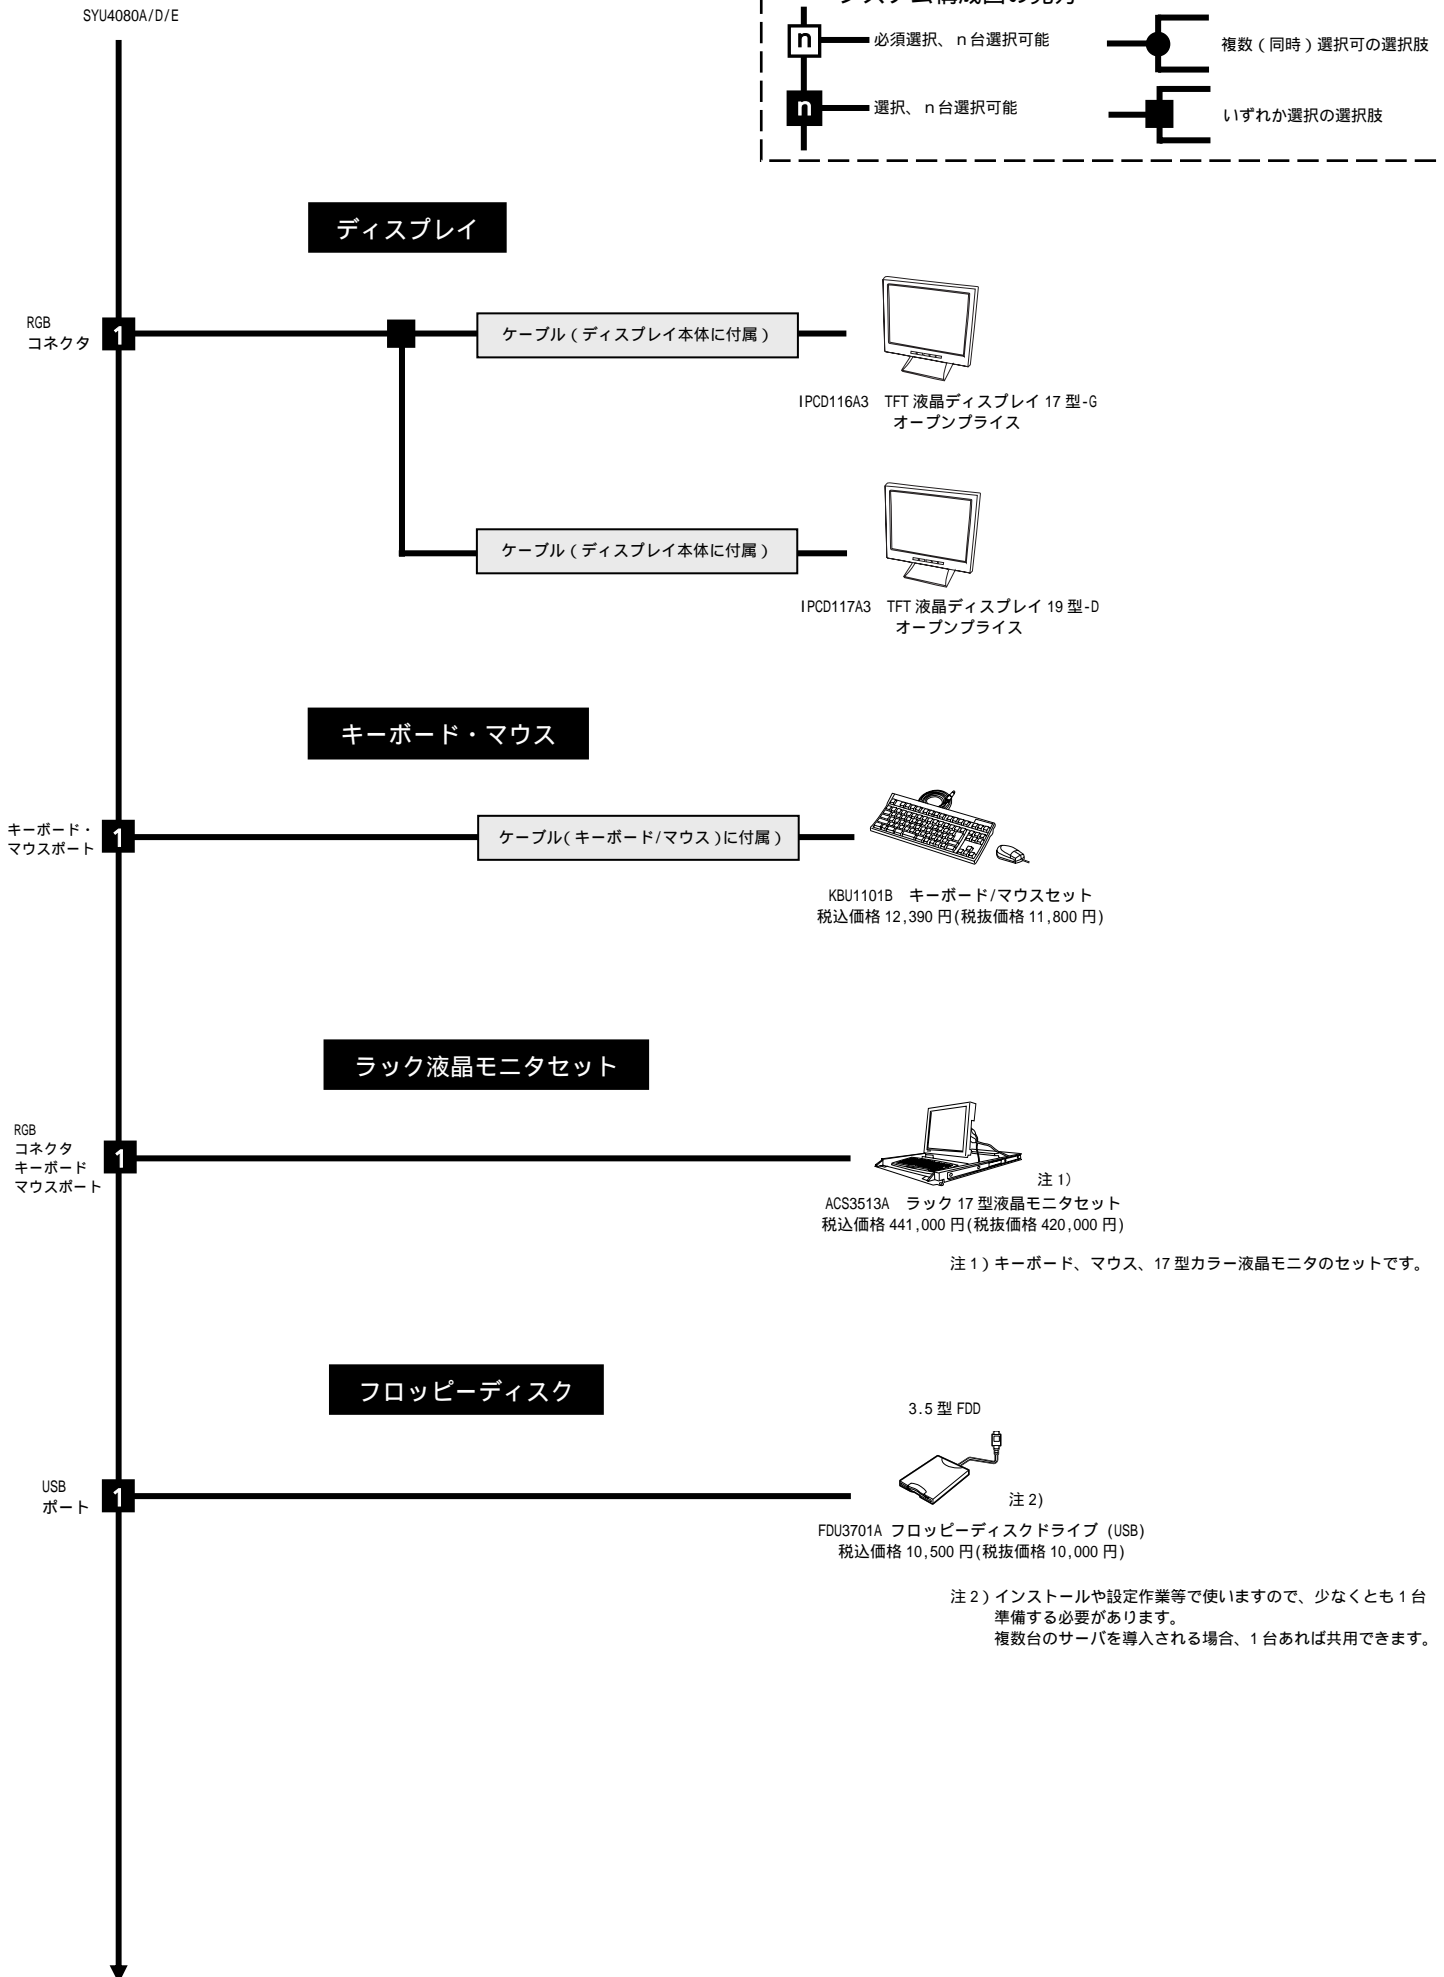 SYU4080A/D/E
n
必須選択、n台選択可能
複数(同時)選択可の選択肢
n
選択、n台選択可能
いずれか選択の選択肢
ディスプレイ
RGB
コネクタ
1
ケーブル(ディスプレイ本体に付属)
IPCD116A3 TFT液晶ディスプレイ17型-G
オープンプライス
ケーブル(ディスプレイ本体に付属)
IPCD117A3 TFT液晶ディスプレイ19型-D
オープンプライス
キーボード・マウス
キーボード・
マウスポート
1
ケーブル(キーボード/マウス)に付属)
KBU1101B キーボード/マウスセット
税込価格12,390円(税抜価格11,800円)
ラック液晶モニタセット
RGB
コネクタ
キーボード
マウスポート
1
注1)
ACS3513A ラック17型液晶モニタセット
税込価格441,000円(税抜価格420,000円)
注1)キーボード、マウス、17型カラー液晶モニタのセットです。
フロッピーディスク
3.5型FDD
USB
ポート
1
注2)
FDU3701A フロッピーディスクドライブ (USB)
税込価格10,500円(税抜価格10,000円)
注2)インストールや設定作業等で使いますので、少なくとも1台
準備する必要があります。
複数台のサーバを導入される場合、1台あれば共用できます。